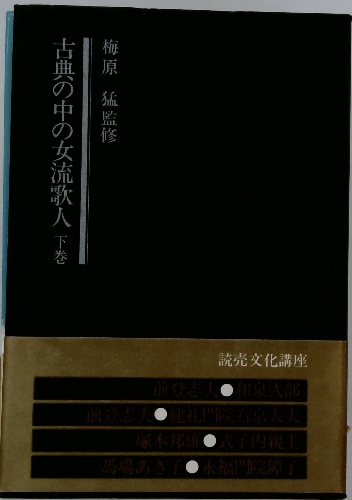 梅原 猛監修
古典の中の女流歌人 下巻
読売文化講座
前登志夫●和泉式部
前登志夫●建礼門院右京大夫
塚本邦雄●式子内親王
馬場あき子●永福門院鏱子